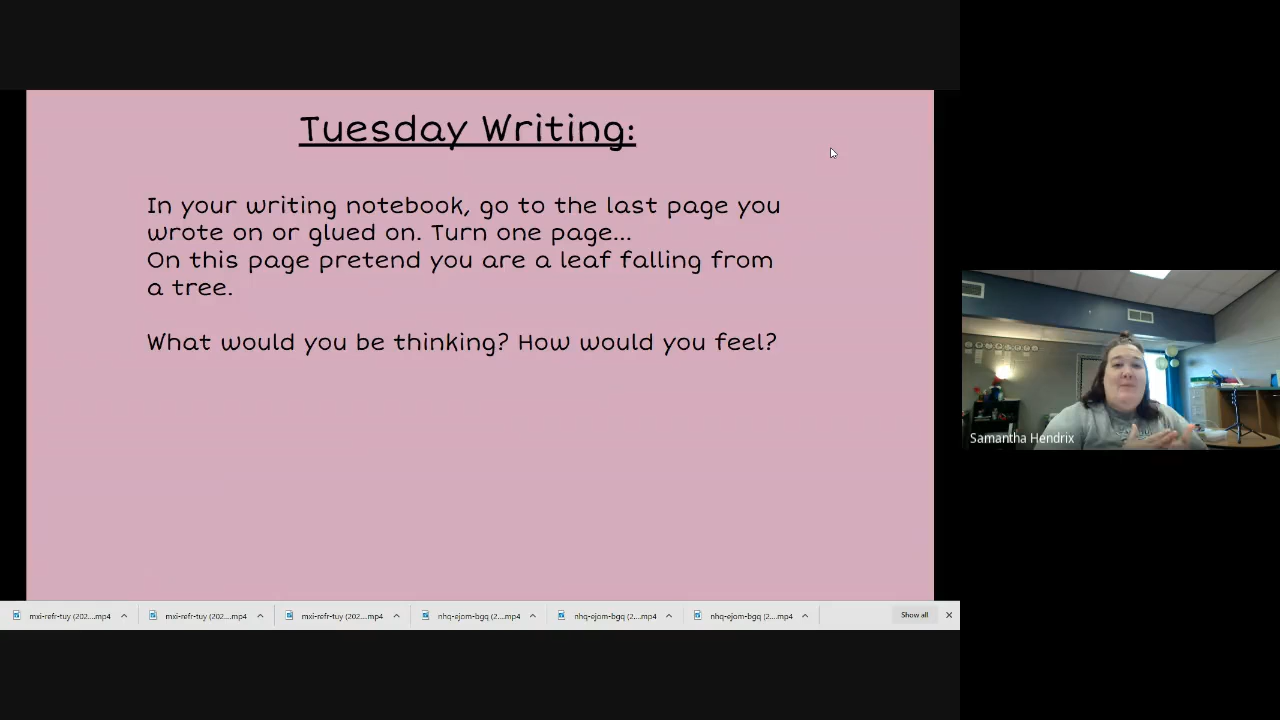 Tuesday Writing:
In your writing notebook, go to the last page you
wrote on or glued on. Turn one page...
On this page pretend you are a leaf falling from
a tree.
What would you be thinking? How would you feel?
Samantha Hendrix
mxi-refr-tuy (202....mp4
mxi-refr-tuy (202....mp4
mxi-refr-tuy (202....mp4
nhq-ejom-bgq (2....mp4
nhq-ejom-bgq (2....mp4
nhq-ejom-bgq (2....mp4
Show all